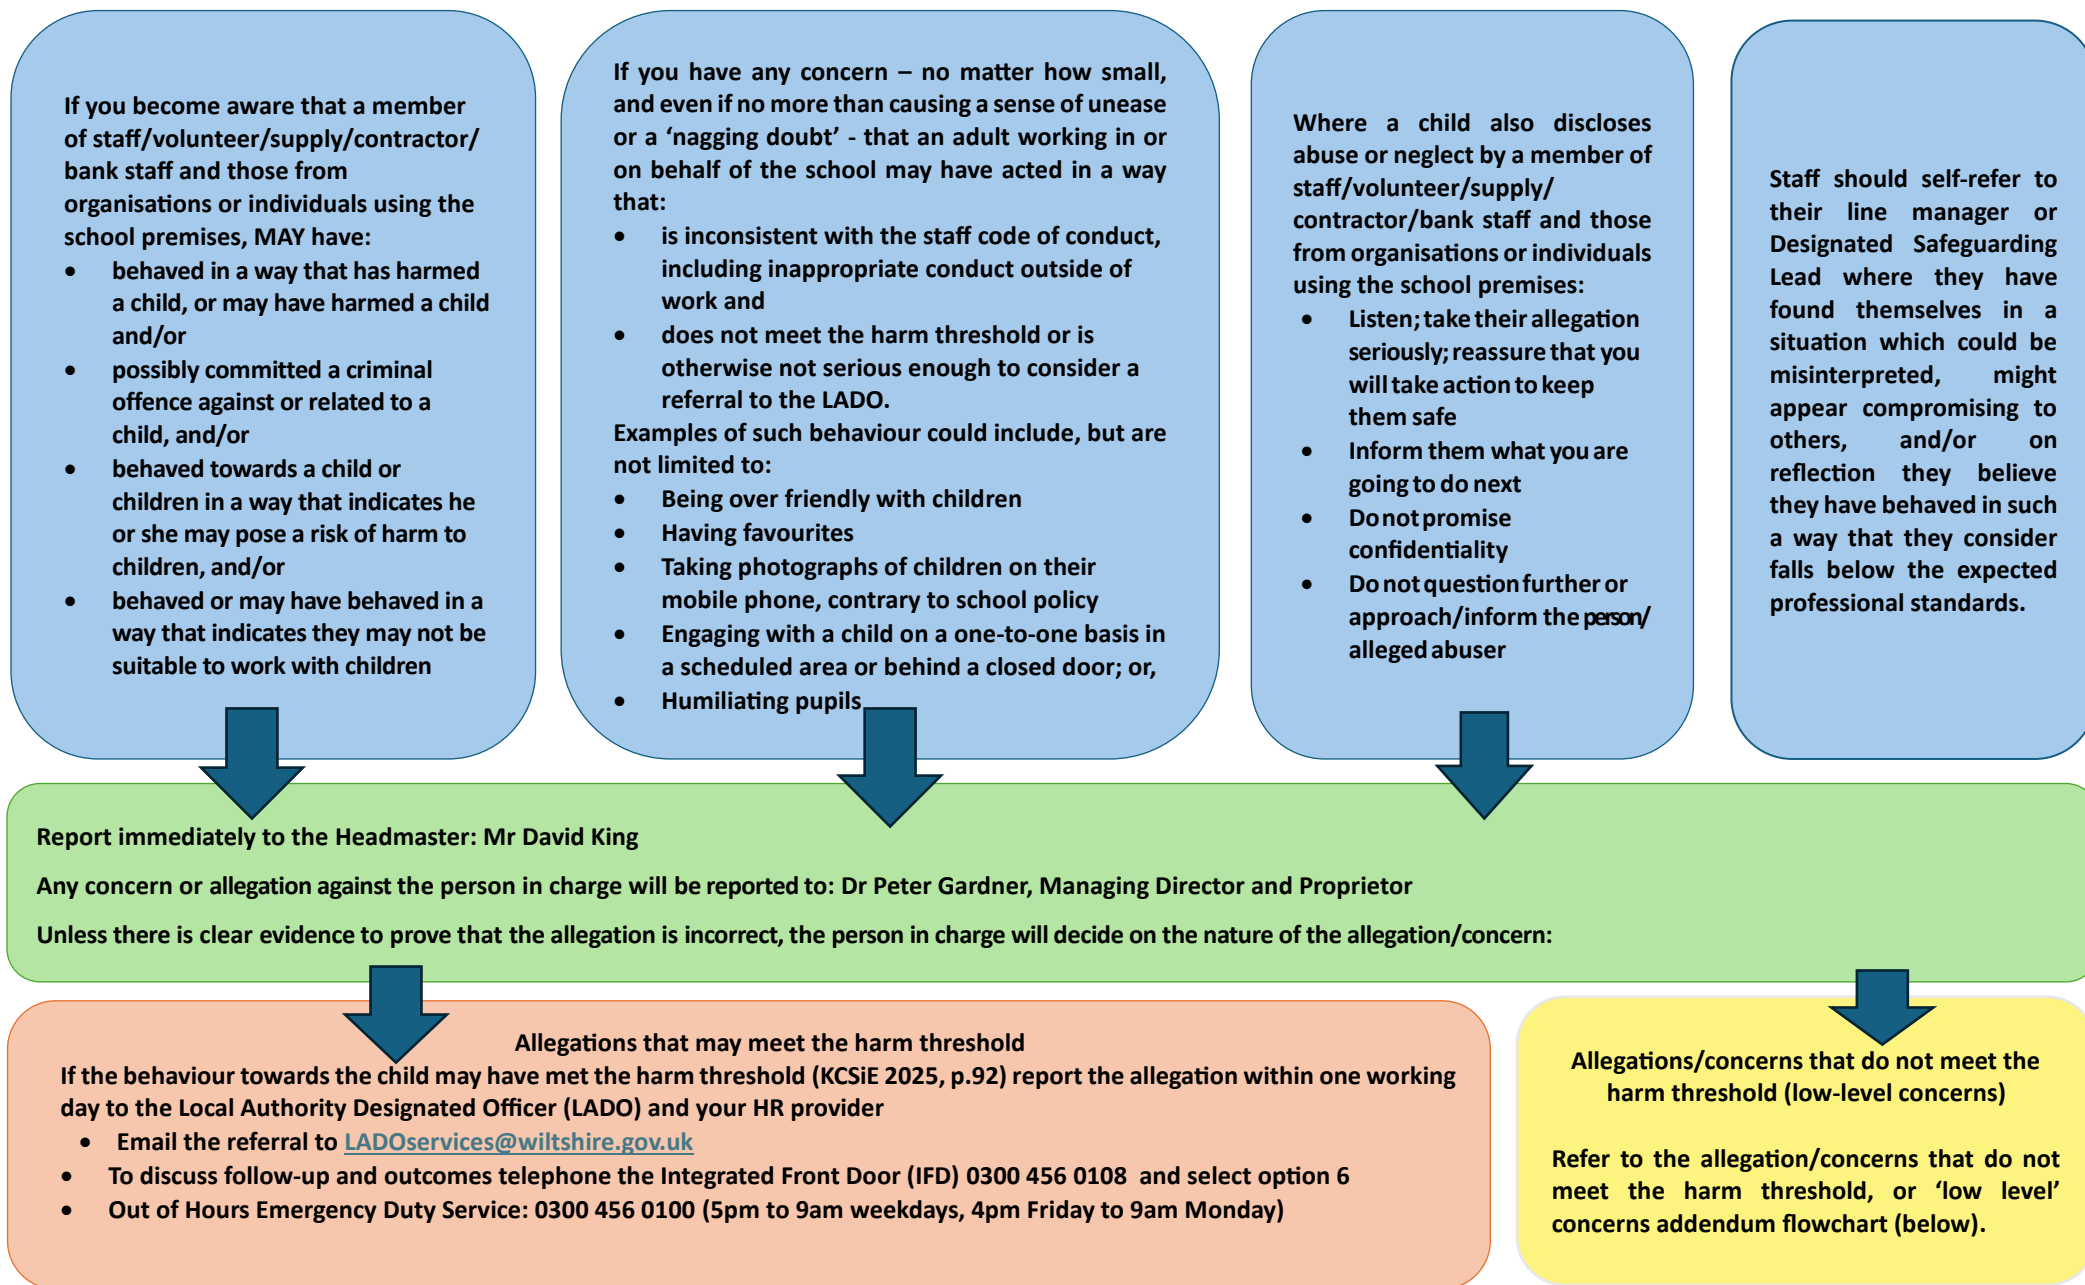 If you become aware that a member
of staff/volunteer/supply/contractor/
bank staff and those from
organisations or individuals using the
school premises, MAY have:
• behaved in a way that has harmed
a child, or may have harmed a child
and/or
• possibly committed a criminal
offence against or related to a
child, and/or
• behaved towards a child or
children in a way that indicates he
or she may pose a risk of harm to
children, and/or
• behaved or may have behaved in a
way that indicates they may not be
suitable to work with children
If you have any concern – no matter how small,
and even if no more than causing a sense of unease
or a ‘nagging doubt’ - that an adult working in or
on behalf of the school may have acted in a way
that:
• is inconsistent with the staff code of conduct,
including inappropriate conduct outside of
work and
• does not meet the harm threshold or is
otherwise not serious enough to consider a
referral to the LADO.
Examples of such behaviour could include, but are
not limited to:
• Being over friendly with children
• Having favourites
• Taking photographs of children on their
mobile phone, contrary to school policy
• Engaging with a child on a one-to-one basis in
a scheduled area or behind a closed door; or,
• Humiliating pupils
Where a child also discloses
abuse or neglect by a member of
staff/volunteer/supply/
contractor/bank staff and those
from organisations or individuals
using the school premises:
• Listen; take their allegation
seriously; reassure that you
will take action to keep
them safe
• Inform them what you are
going to do next
• Do not promise
confidentiality
• Do not question further or
approach/inform the person/
alleged abuser
Staff should self-refer to
their line manager or
Designated Safeguarding
Lead where they have
found themselves in a
situation which could be
misinterpreted, might
appear compromising to
others, and/or on
reflection they believe
they have behaved in such
a way that they consider
falls below the expected
professional standards.
Report immediately to the Headmaster: Mr David King
Any concern or allegation against the person in charge will be reported to: Dr Peter Gardner, Managing Director and Proprietor
Unless there is clear evidence to prove that the allegation is incorrect, the person in charge will decide on the nature of the allegation/concern:
Allegations that may meet the harm threshold
If the behaviour towards the child may have met the harm threshold (KCSiE 2025, p.92) report the allegation within one working
day to the Local Authority Designated Officer (LADO) and your HR provider
• Email the referral to LADOservices@wiltshire.gov.uk
• To discuss follow-up and outcomes telephone the Integrated Front Door (IFD) 0300 456 0108 and select option 6
• Out of Hours Emergency Duty Service: 0300 456 0100 (5pm to 9am weekdays, 4pm Friday to 9am Monday)
Allegations/concerns that do not meet the
harm threshold (low-level concerns)
Refer to the allegation/concerns that do not
meet the harm threshold, or ‘low level’
concerns addendum flowchart (below).